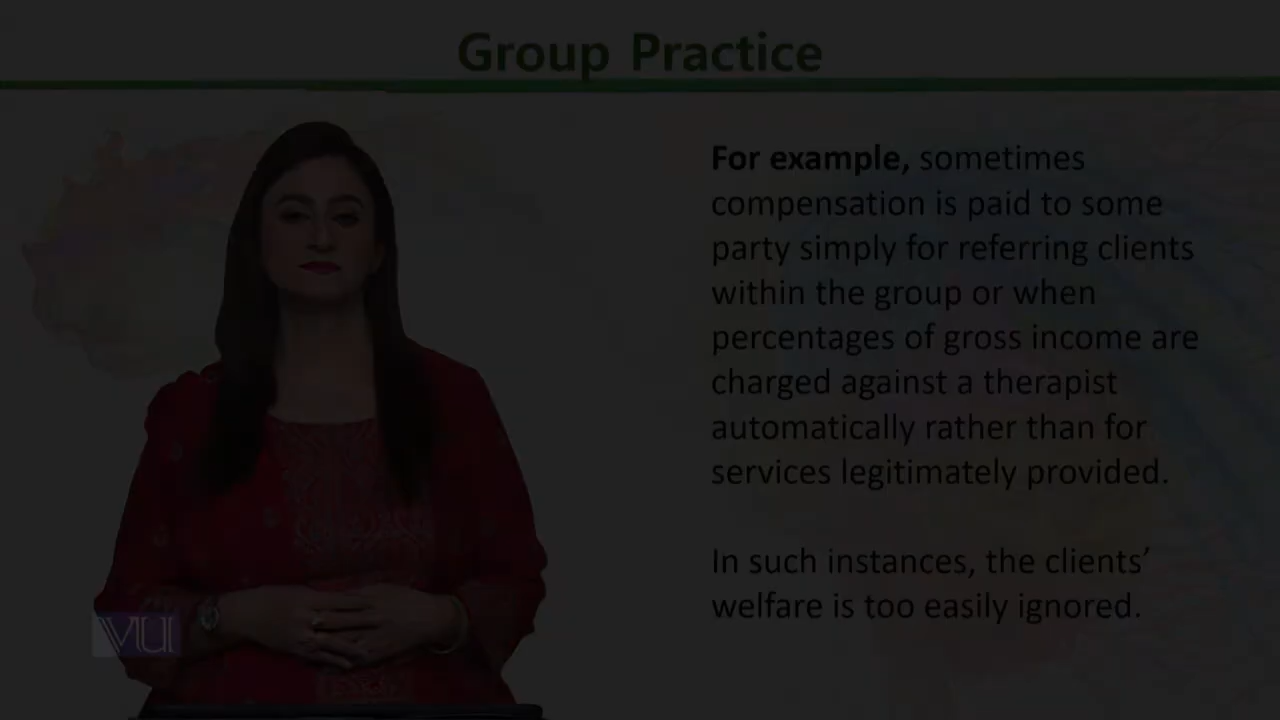 Group Practice
For example, sometimes
compensation is paid to some
party simply for referring clients
within the group or when
percentages of gross income are
charged against a therapist
automatically rather than for
services legitimately provided.
In such instances, the clients’
welfare is too easily ignored.
VU